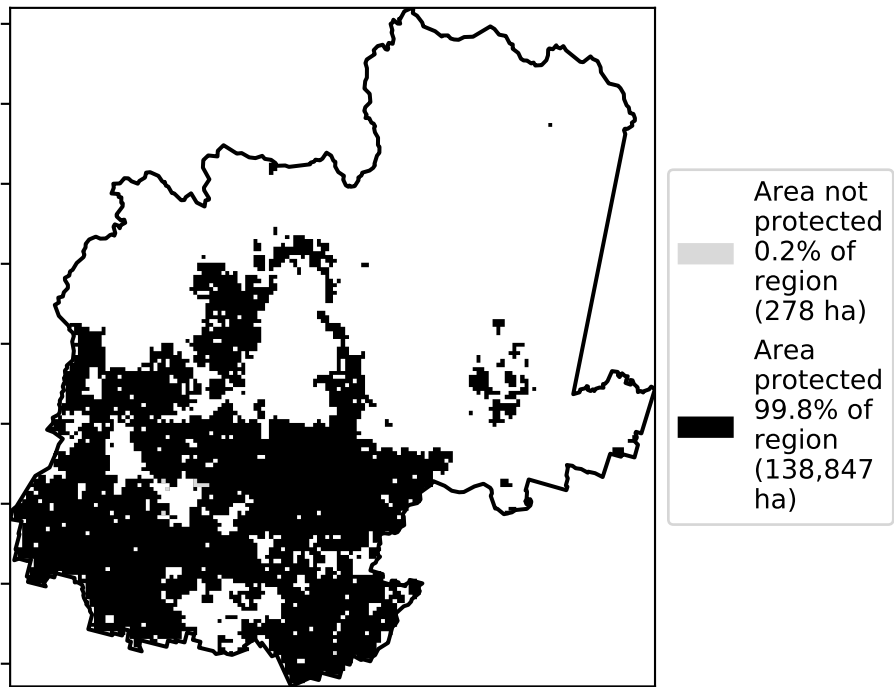 Area not
protected
0.2% of
region
(278 ha)
Area
protected
99.8% of
region
(138,847
ha)